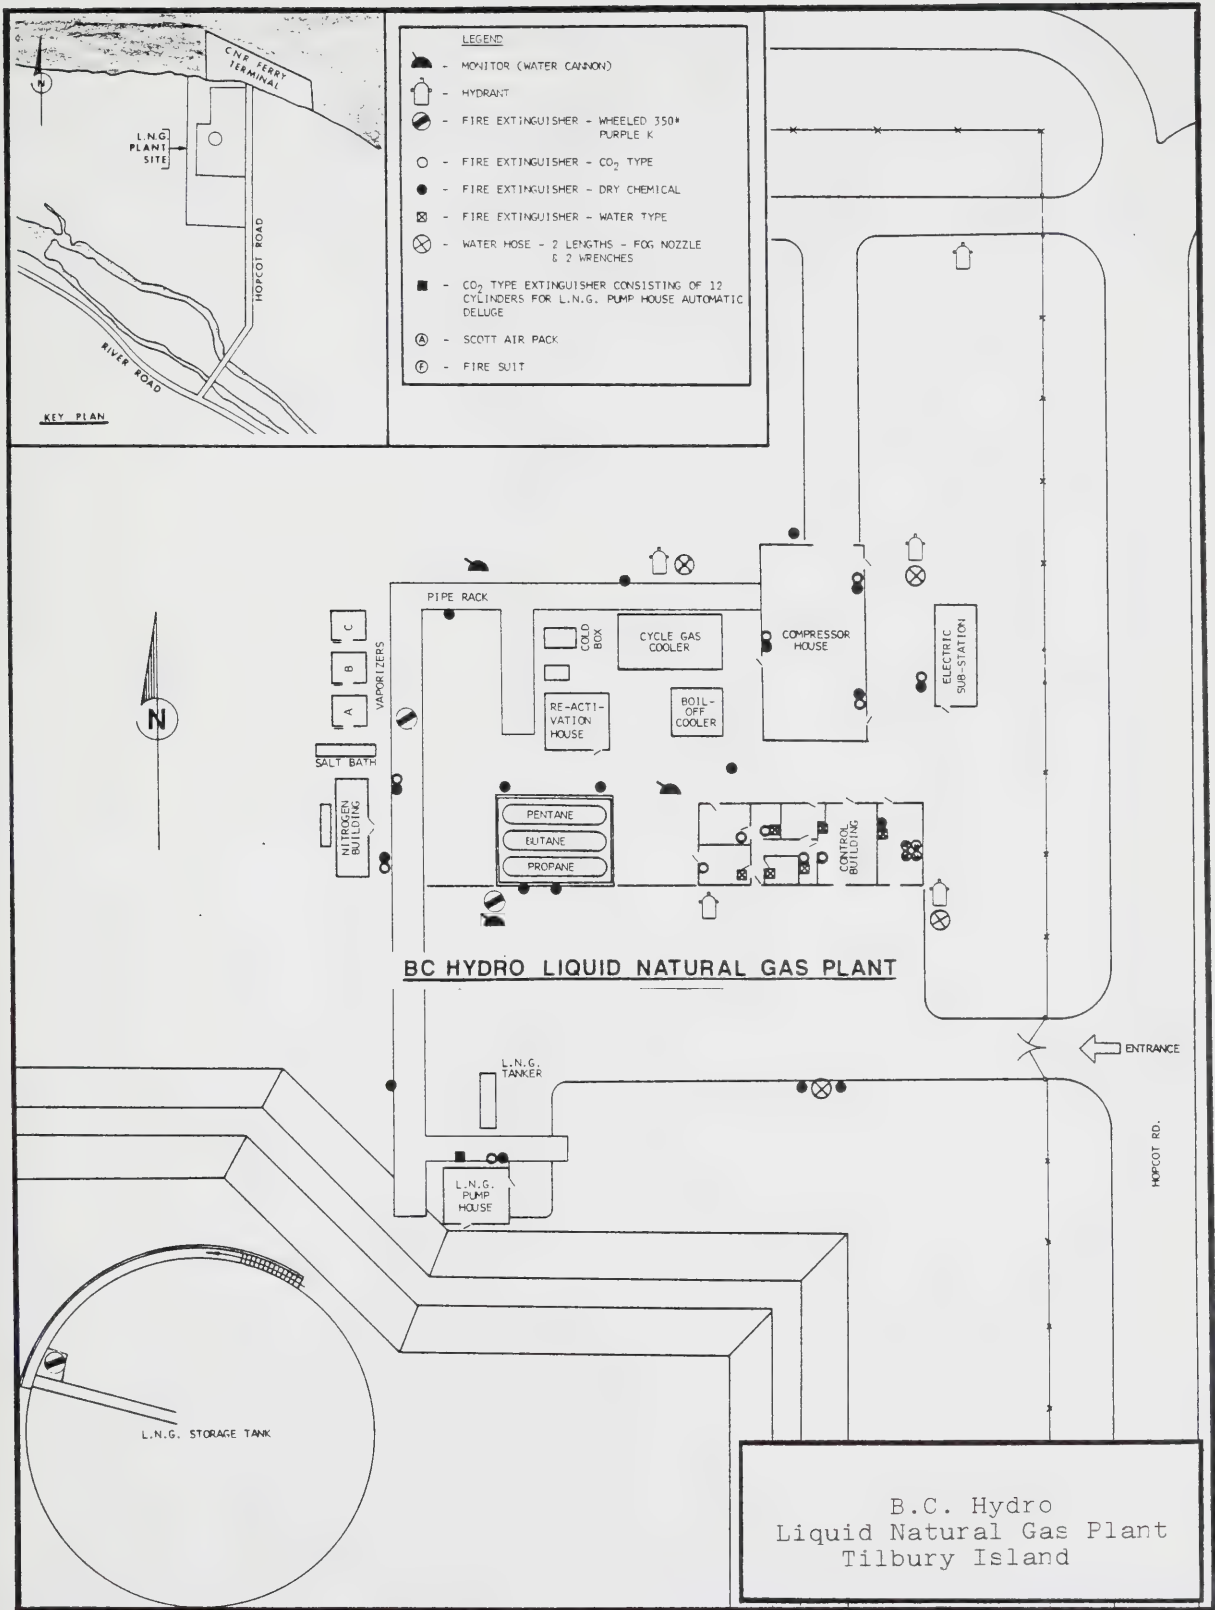 CNR FERRY
TERMINAL
N
L.N.G.
PLANT
SITE
HOPCOT ROAD
RIVER ROAD
KEY PLAN
LEGEND
- MONITOR (WATER CANNON)
- HYDRANT
- FIRE EXTINGUISHER - WHEELED 350#
PURPLE K
- FIRE EXTINGUISHER - CO₂ TYPE
- FIRE EXTINGUISHER - DRY CHEMICAL
- FIRE EXTINGUISHER - WATER TYPE
- WATER HOSE - 2 LENGTHS - FOG NOZZLE
& 2 WRENCHES
- CO₂ TYPE EXTINGUISHER CONSISTING OF 12
CYLINDERS FOR L.N.G. PUMP HOUSE AUTOMATIC
DELUGE
A - SCOTT AIR PACK
F - FIRE SUIT
PIPE RACK
C
B
A
VAPORIZERS
COLD
BOX
CYCLE GAS
COOLER
COMPRESSOR
HOUSE
ELECTRIC
SUB-STATION
RE-ACTI-
VATION
HOUSE
BOIL-
OFF
COOLER
N
SALT BATH
NITROGEN
BUILDING
PENTANE
BUTANE
PROPANE
CONTROL
BUILDING
BC HYDRO LIQUID NATURAL GAS PLANT
ENTRANCE
L.N.G.
TANKER
HOPCOT RD.
L.N.G.
PUMP
HOUSE
L.N.G. STORAGE TANK
B.C. Hydro
Liquid Natural Gas Plant
Tilbury Island